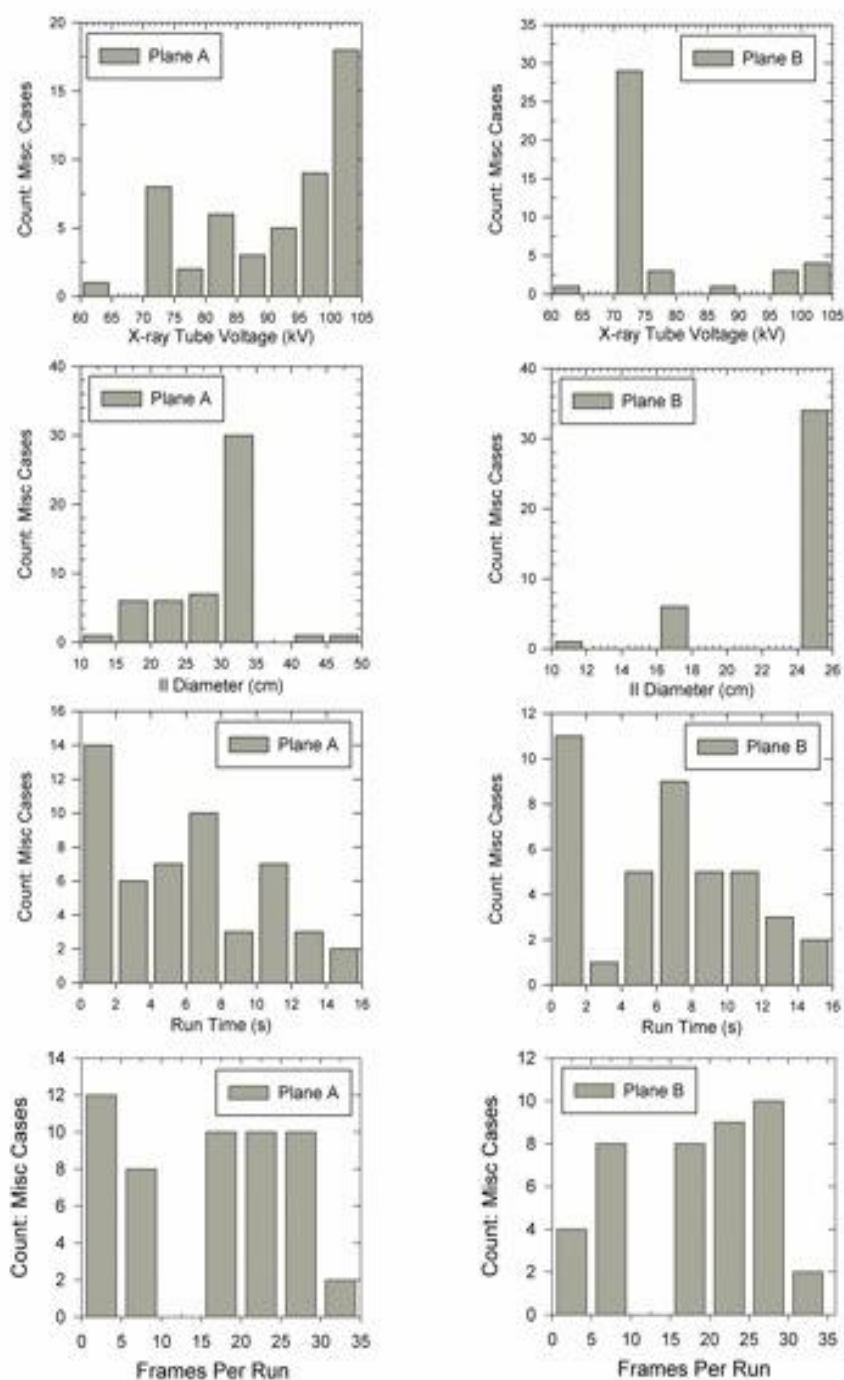 20
15
10
5
0
Count: Misc. Cases
Plane A
60 65 70 75 80 85 90 95 100 105
X-ray Tube Voltage (kV)
35
30
25
20
15
10
5
0
Count: Misc Cases
Plane B
60 65 70 75 80 85 90 95 100 105
X-ray Tube Voltage (kV)
40
30
20
10
0
Count: Misc Cases
Plane A
10 15 20 25 30 35 40 45 50
II Diameter (cm)
40
30
20
10
0
Count: Misc Cases
Plane B
10 12 14 16 18 20 22 24 26
II Diameter (cm)
16
14
12
10
8
6
4
2
0
Count: Misc Cases
Plane A
0 2 4 6 8 10 12 14 16
Run Time (s)
12
10
8
6
4
2
0
Count: Misc Cases
Plane B
0 2 4 6 8 10 12 14 16
Run Time (s)
14
12
10
8
6
4
2
0
Count: Misc Cases
Plane A
0 5 10 15 20 25 30 35
Frames Per Run
12
10
8
6
4
2
0
Count: Misc Cases
Plane B
0 5 10 15 20 25 30 35
Frames Per Run